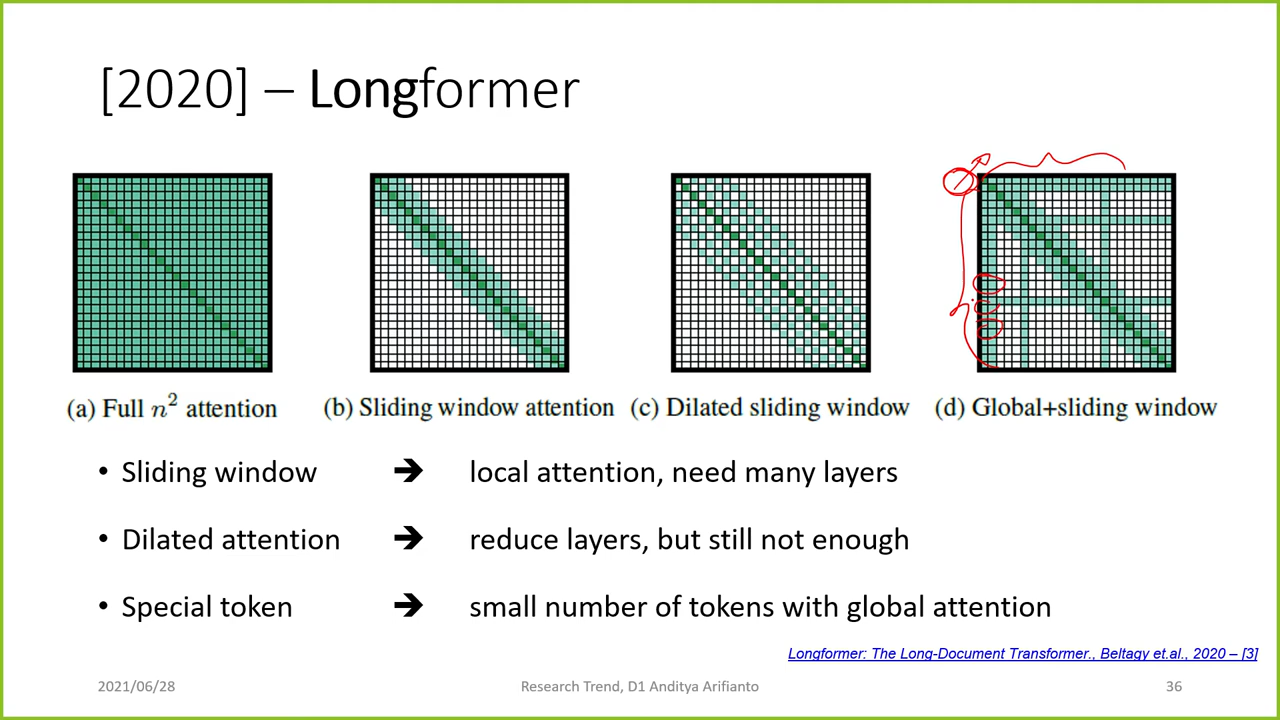 [2020] – Longformer
(a) Full n² attention
(b) Sliding window attention
(c) Dilated sliding window
(d) Global+sliding window
• Sliding window ➔ local attention, need many layers
• Dilated attention ➔ reduce layers, but still not enough
• Special token ➔ small number of tokens with global attention
Longformer: The Long-Document Transformer., Beltagy et.al., 2020 – [3]
2021/06/28
Research Trend, D1 Anditya Arifianto
36